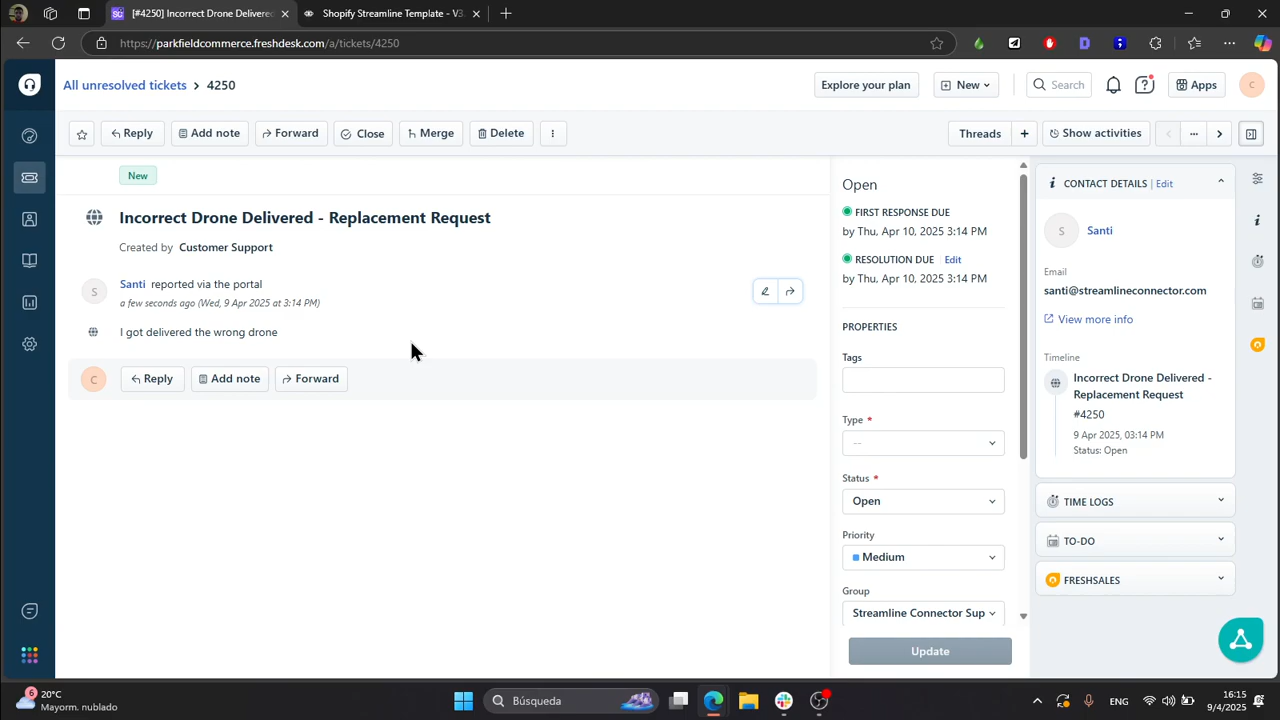 [#4250] Incorrect Drone Delivered
Shopify Streamline Template - V3.
https://parkfieldcommerce.freshdesk.com/a/tickets/4250
All unresolved tickets > 4250
Explore your plan
New
Search
Apps
C
Reply
Add note
Forward
Close
Merge
Delete
Threads
Show activities
New
Incorrect Drone Delivered - Replacement Request
Created by Customer Support
S
Santi reported via the portal
a few seconds ago (Wed, 9 Apr 2025 at 3:14 PM)
I got delivered the wrong drone
C
Reply
Add note
Forward
Open
FIRST RESPONSE DUE
by Thu, Apr 10, 2025 3:14 PM
RESOLUTION DUE Edit
by Thu, Apr 10, 2025 3:14 PM
PROPERTIES
Tags
Type *
--
Status *
Open
Priority
Medium
Group
Streamline Connector Sup
Update
CONTACT DETAILS | Edit
S
Santi
Email
santi@streamlineconnector.com
View more info
Timeline
Incorrect Drone Delivered -
Replacement Request
#4250
9 Apr 2025, 03:14 PM
Status: Open
TIME LOGS
TO-DO
FRESHSALES
6
20°C
Mayorm. nublado
Búsqueda
ENG
16:15
9/4/2025